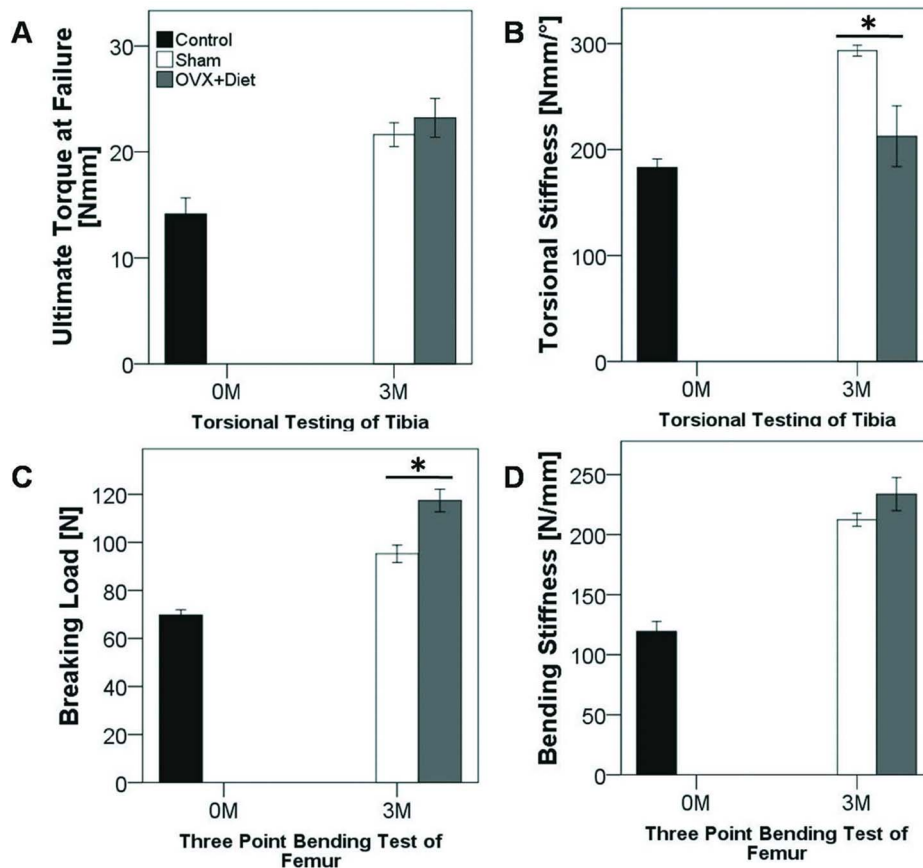 A
Ultimate Torque at Failure
[Nmm]
30
20
10
0
Control
Sham
OVX+Diet
0M
3M
Torsional Testing of Tibia
B
Torsional Stiffness [Nmm/°]
300
200
100
0
*
0M
3M
Torsional Testing of Tibia
C
Breaking Load [N]
120
100
80
60
40
20
0
*
0M
3M
Three Point Bending Test of
Femur
D
Bending Stiffness [N/mm]
250
200
150
100
50
0
0M
3M
Three Point Bending Test of
Femur